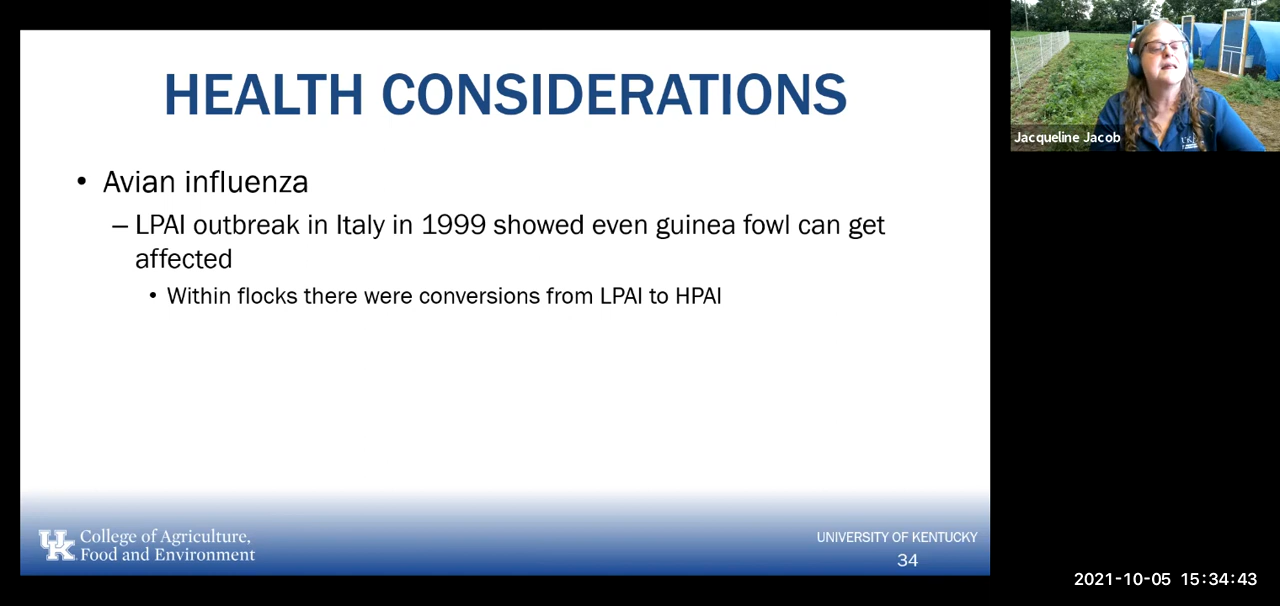 HEALTH CONSIDERATIONS
• Avian influenza
– LPAI outbreak in Italy in 1999 showed even guinea fowl can get
affected
• Within flocks there were conversions from LPAI to HPAI
UK College of Agriculture,
Food and Environment
UNIVERSITY OF KENTUCKY
34
Jacqueline Jacob
2021-10-05 15:34:43